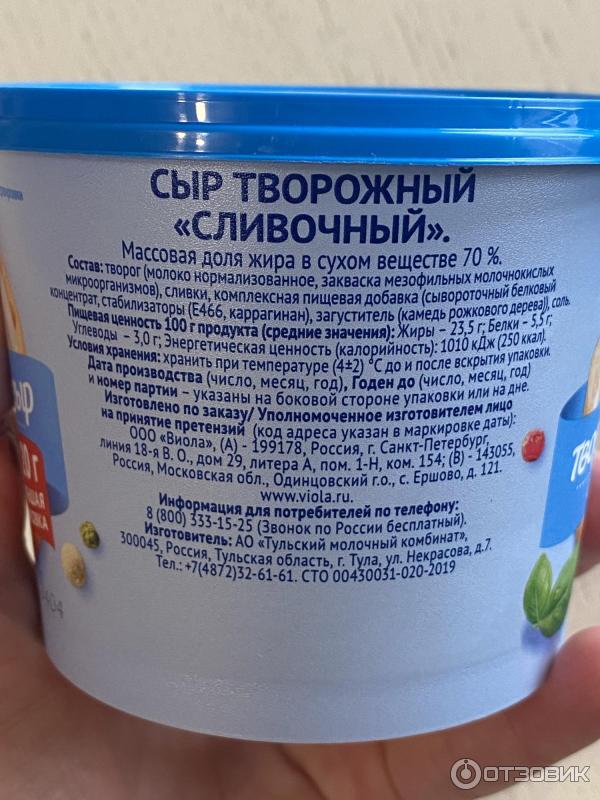 СЫР ТВОРОЖНЫЙ
«СЛИВОЧНЫЙ».
Массовая доля жира в сухом веществе 70 %.
Состав: творог (молоко нормализованное, закваска мезофильных молочнокислых
микроорганизмов), сливки, комплексная пищевая добавка (сывороточный белковый
концентрат, стабилизаторы (Е466, каррагинан), загуститель (камедь рожкового дерева)), соль.
Пищевая ценность 100 г продукта (средние значения): Жиры – 23,5 г; Белки – 5,5 г;
Углеводы – 3,0 г; Энергетическая ценность (калорийность): 1010 кДж (250 ккал).
Условия хранения: хранить при температуре (4±2) °С до и после вскрытия упаковки.
Дата производства (число, месяц, год), Годен до (число, месяц, год)
и номер партии – указаны на боковой стороне упаковки или на дне.
Изготовлено по заказу/ Уполномоченное изготовителем лицо
на принятие претензий (код адреса указан в маркировке даты):
ООО «Виола», (А) - 199178, Россия, г. Санкт-Петербург,
линия 18-я В. О., дом 29, литера А, пом. 1-Н, ком. 154; (В) - 143055,
Россия, Московская обл., Одинцовский г.о., с. Ершово, д. 121.
www.viola.ru
Информация для потребителей по телефону:
8 (800) 333-15-25 (Звонок по России бесплатный).
Изготовитель: АО «Тульский молочный комбинат»,
300045, Россия, Тульская область, г. Тула, ул. Некрасова, д.7.
Тел.: +7(4872)32-61-61. СТО 00430031-020-2019
ОТЗОВИК